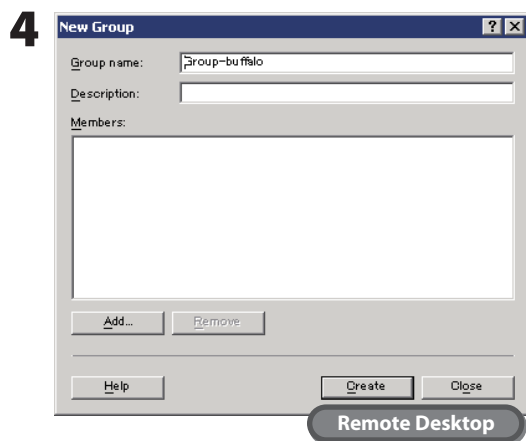 4
New Group
Group name: Group-buffalo
Description:
Members:
Add... Remove
Help Create Close
Remote Desktop